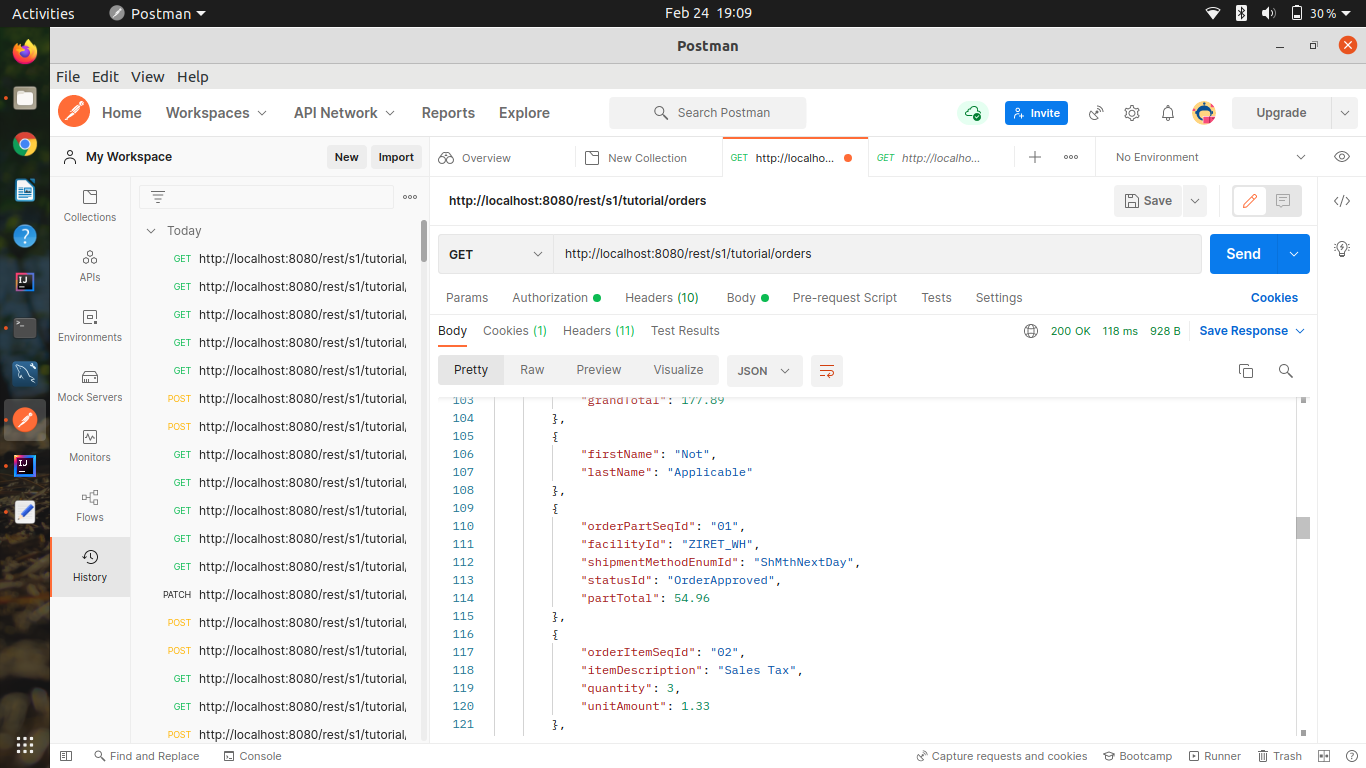 Activities Postman Feb 24 19:09 30 %
Postman
File Edit View Help
Home Workspaces API Network Reports Explore Search Postman Invite Upgrade
My Workspace New Import Overview New Collection GET http://localho... GET http://localho... No Environment
Collections
APIs
Environments
Mock Servers
Monitors
Flows
History
Today
GET http://localhost:8080/rest/s1/tutorial/
GET http://localhost:8080/rest/s1/tutorial/
GET http://localhost:8080/rest/s1/tutorial/
GET http://localhost:8080/rest/s1/tutorial/
GET http://localhost:8080/rest/s1/tutorial/
POST http://localhost:8080/rest/s1/tutorial/
POST http://localhost:8080/rest/s1/tutorial/
GET http://localhost:8080/rest/s1/tutorial/
GET http://localhost:8080/rest/s1/tutorial/
GET http://localhost:8080/rest/s1/tutorial/
GET http://localhost:8080/rest/s1/tutorial/
GET http://localhost:8080/rest/s1/tutorial/
PATCH http://localhost:8080/rest/s1/tutorial/
POST http://localhost:8080/rest/s1/tutorial/
POST http://localhost:8080/rest/s1/tutorial/
GET http://localhost:8080/rest/s1/tutorial/
GET http://localhost:8080/rest/s1/tutorial/
POST http://localhost:8080/rest/s1/tutorial/
http://localhost:8080/rest/s1/tutorial/orders Save
GET http://localhost:8080/rest/s1/tutorial/orders Send
Params Authorization Headers (10) Body Pre-request Script Tests Settings Cookies
Body Cookies (1) Headers (11) Test Results 200 OK 118 ms 928 B Save Response
Pretty Raw Preview Visualize JSON
103 "grandTotal": 177.89
104 },
105 {
106 "firstName": "Not",
107 "lastName": "Applicable"
108 },
109 {
110 "orderPartSeqId": "01",
111 "facilityId": "ZIRET_WH",
112 "shipmentMethodEnumId": "ShMthNextDay",
113 "statusId": "OrderApproved",
114 "partTotal": 54.96
115 },
116 {
117 "orderItemSeqId": "02",
118 "itemDescription": "Sales Tax",
119 "quantity": 3,
120 "unitAmount": 1.33
121 },
Find and Replace Console Capture requests and cookies Bootcamp Runner Trash